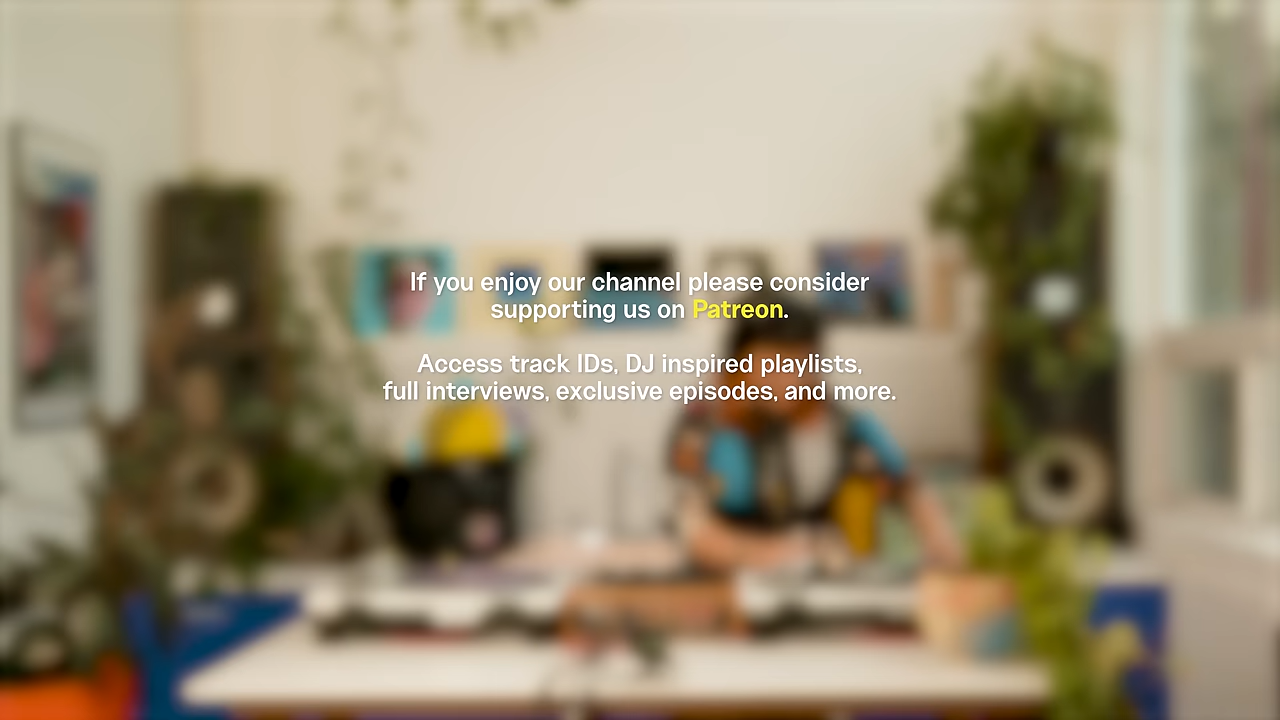 If you enjoy our channel please consider
supporting us on Patreon.
Access track IDs, DJ inspired playlists,
full interviews, exclusive episodes, and more.